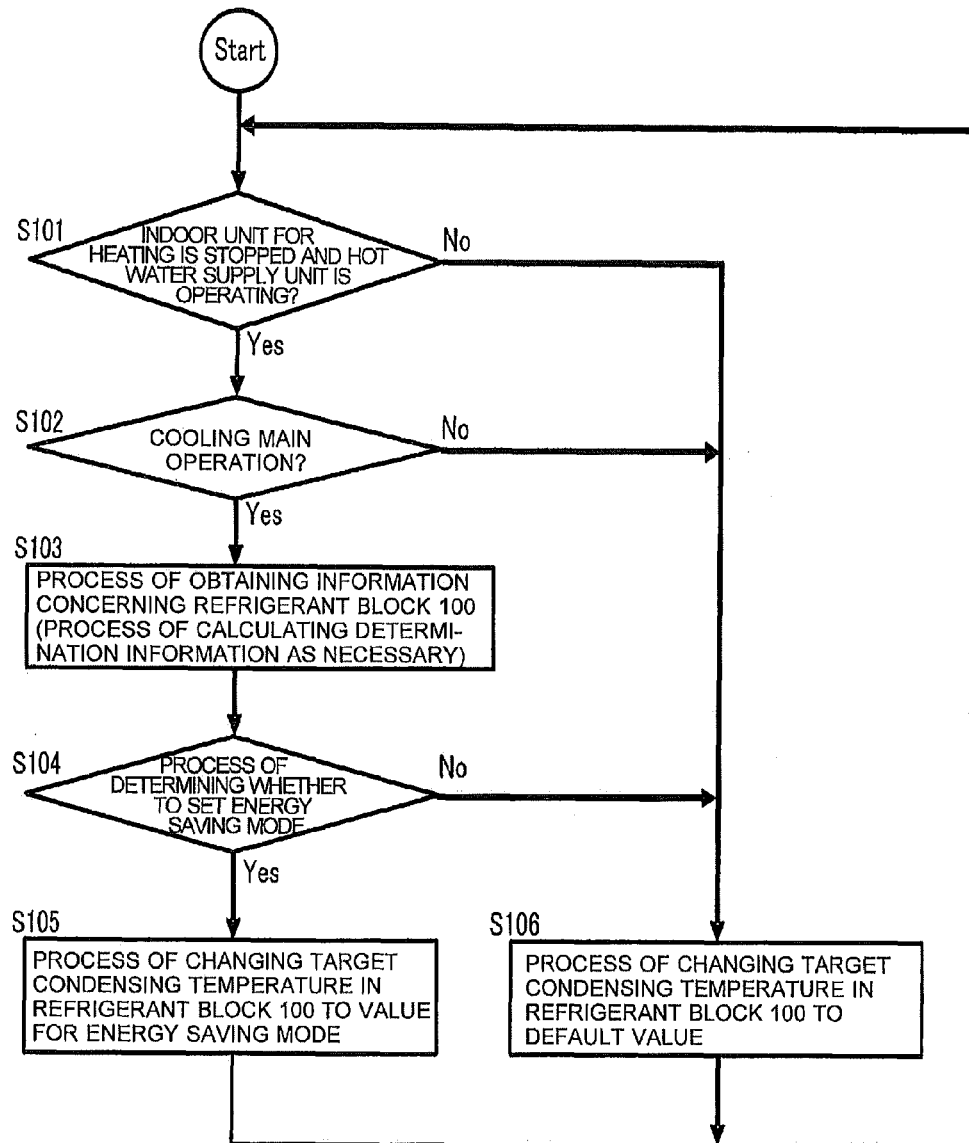 Start
S101
INDOOR UNIT FOR
HEATING IS STOPPED AND HOT
WATER SUPPLY UNIT IS
OPERATING?
No
Yes
S102
COOLING MAIN
OPERATION?
No
Yes
S103
PROCESS OF OBTAINING INFORMATION
CONCERNING REFRIGERANT BLOCK 100
(PROCESS OF CALCULATING DETERMI-
NATION INFORMATION AS NECESSARY)
S104
PROCESS OF
DETERMINING WHETHER
TO SET ENERGY
SAVING MODE
No
Yes
S105
PROCESS OF CHANGING TARGET
CONDENSING TEMPERATURE IN
REFRIGERANT BLOCK 100 TO VALUE
FOR ENERGY SAVING MODE
S106
PROCESS OF CHANGING TARGET
CONDENSING TEMPERATURE IN
REFRIGERANT BLOCK 100 TO
DEFAULT VALUE